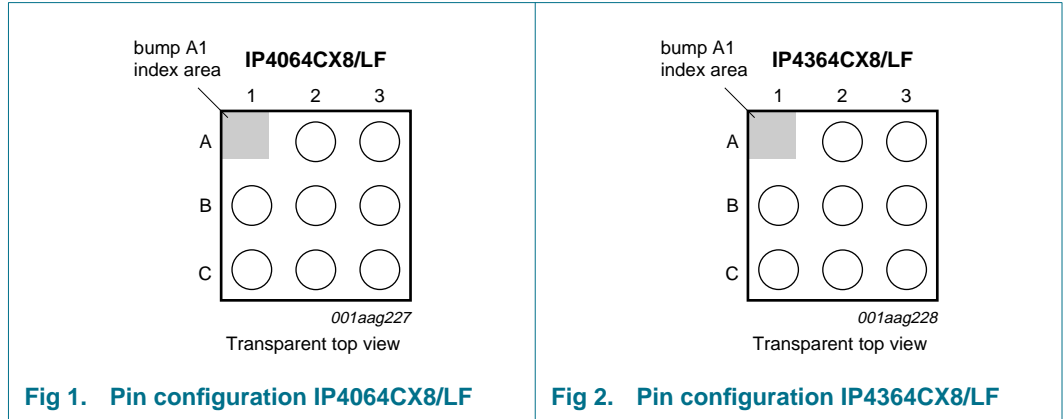 bump A1
index area
IP4064CX8/LF
1 2 3
A
B
C
001aag227
Transparent top view
Fig 1. Pin configuration IP4064CX8/LF
bump A1
index area
IP4364CX8/LF
1 2 3
A
B
C
001aag228
Transparent top view
Fig 2. Pin configuration IP4364CX8/LF